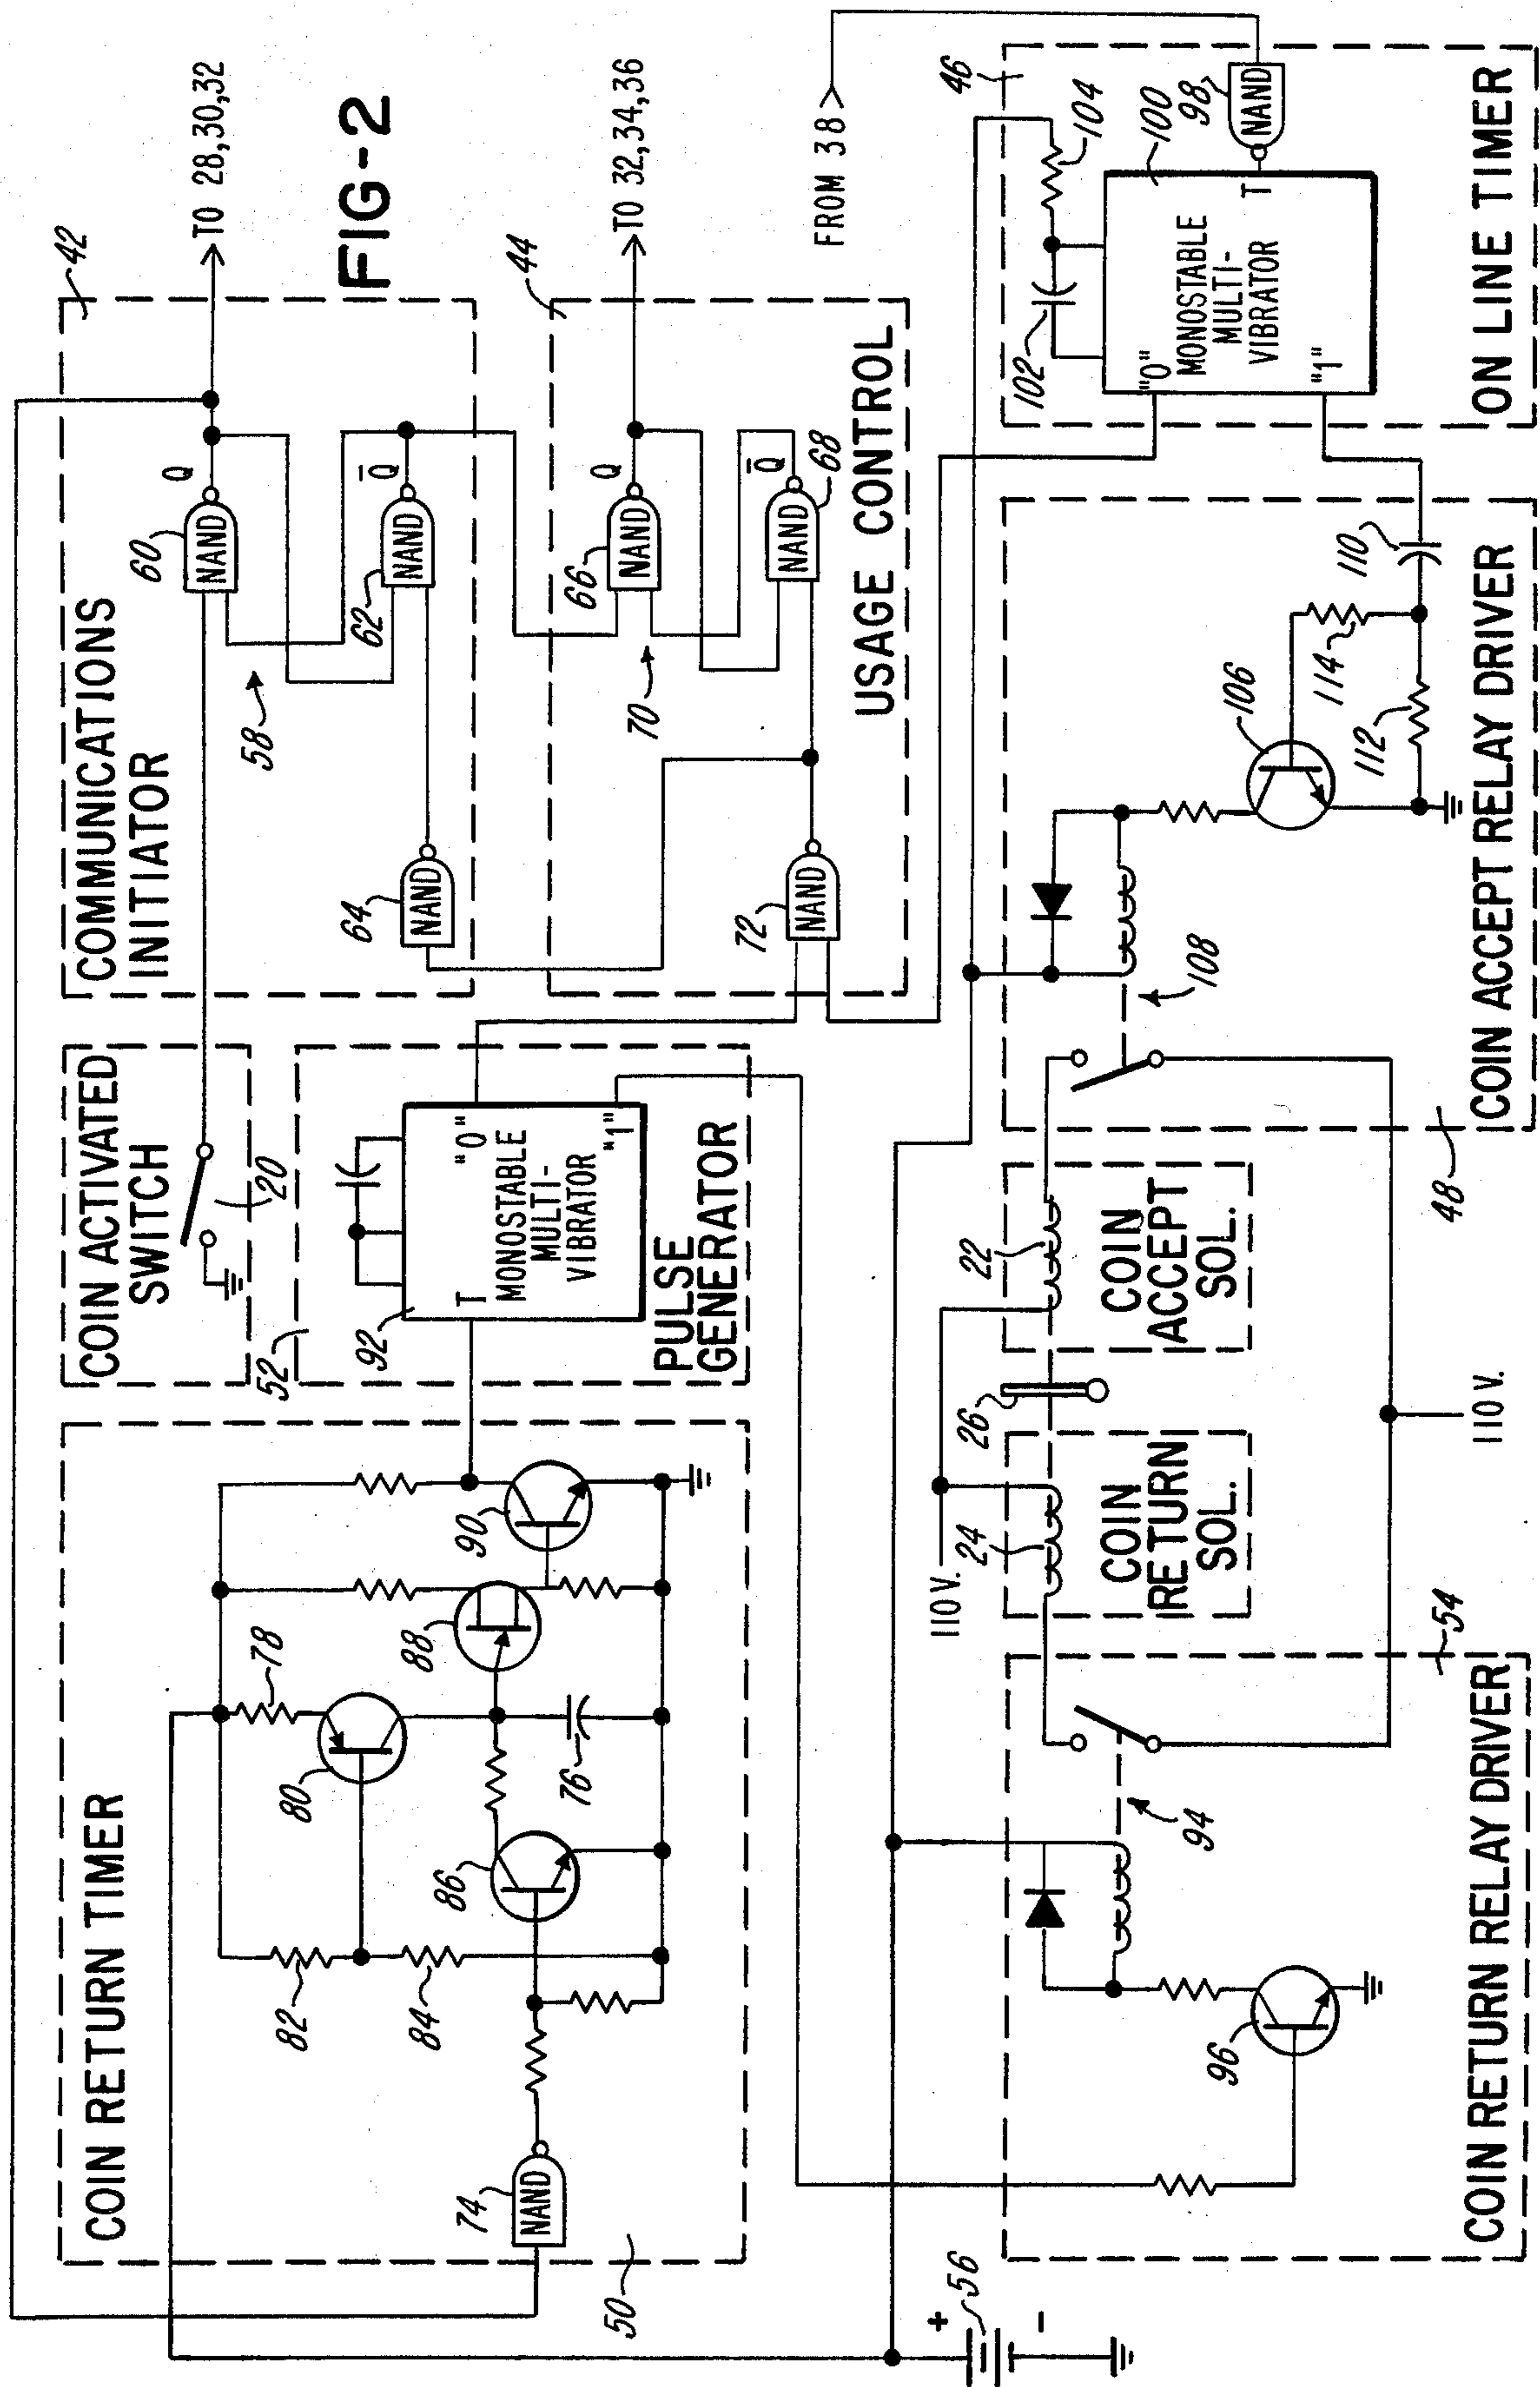 FIG-2
COIN RETURN TIMER
50
74
NAND
82
84
86
80
78
76
88
90
COIN ACTIVATED
SWITCH
20
52
92
T
"0"
MONOSTABLE
MULTI-
VIBRATOR
"1"
PULSE
GENERATOR
COMMUNICATIONS
INITIATOR
42
58
60
NAND
Q
62
NAND
Q̄
64
NAND
TO 28,30,32
44
66
NAND
Q
68
NAND
Q̄
70
72
NAND
USAGE CONTROL
TO 32,34,36
FROM 38
56
+
-
COIN RETURN RELAY DRIVER
54
94
96
110V.
24
COIN
RETURN
SOL.
26
22
COIN
ACCEPT
SOL.
110V.
48
COIN ACCEPT RELAY DRIVER
108
106
112
114
110
46
102
104
100
98
NAND
"0"
MONOSTABLE
MULTI-
VIBRATOR
T
"1"
ON LINE TIMER